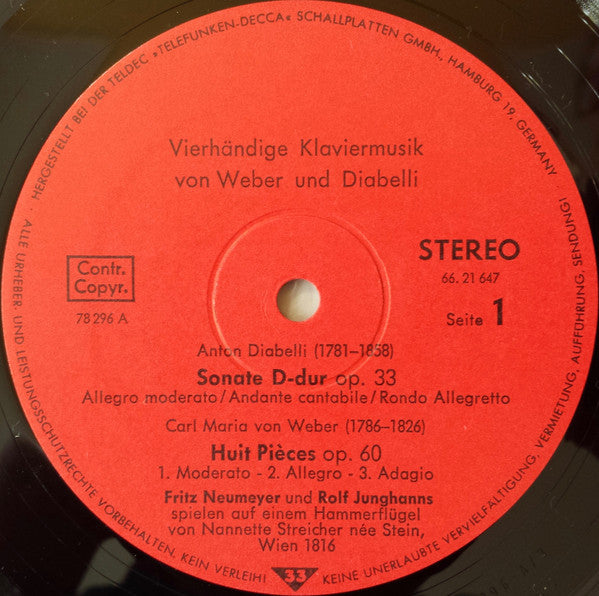 HERGESTELLT BEI DER TELDEC »TELEFUNKEN-DECCA« SCHALLPLATTEN GMBH., HAMBURG 19, GERMANY
Vierhändige Klaviermusik
von Weber und Diabelli
Contr.
Copyr.
78 296 A
STEREO
66. 21 647
Seite 1
Anton Diabelli (1781–1858)
Sonate D-dur op. 33
Allegro moderato/Andante cantabile/Rondo Allegretto
Carl Maria von Weber (1786–1826)
Huit Pièces op. 60
1. Moderato - 2. Allegro - 3. Adagio
Fritz Neumeyer und Rolf Junghanns
spielen auf einem Hammerflügel
von Nannette Streicher née Stein,
Wien 1816
33
· ALLE URHEBER- UND LEISTUNGSSCHUTZRECHTE VORBEHALTEN. KEIN VERLEIH! KEINE UNERLAUBTE VERVIELFÄLTIGUNG, VERMIETUNG, AUFFÜHRUNG, SENDUNG! ·